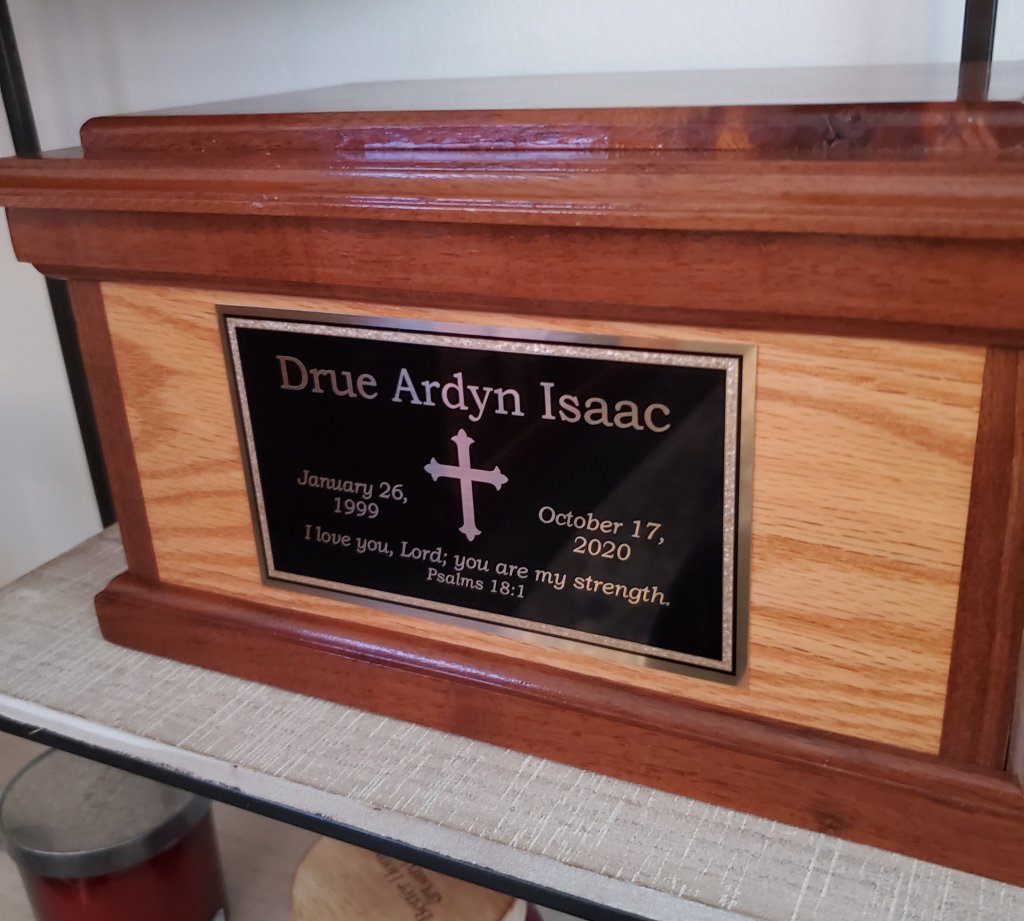 Drue Ardyn Isaac
January 26,
1999
October 17,
2020
I love you, Lord; you are my strength.
Psalms 18:1